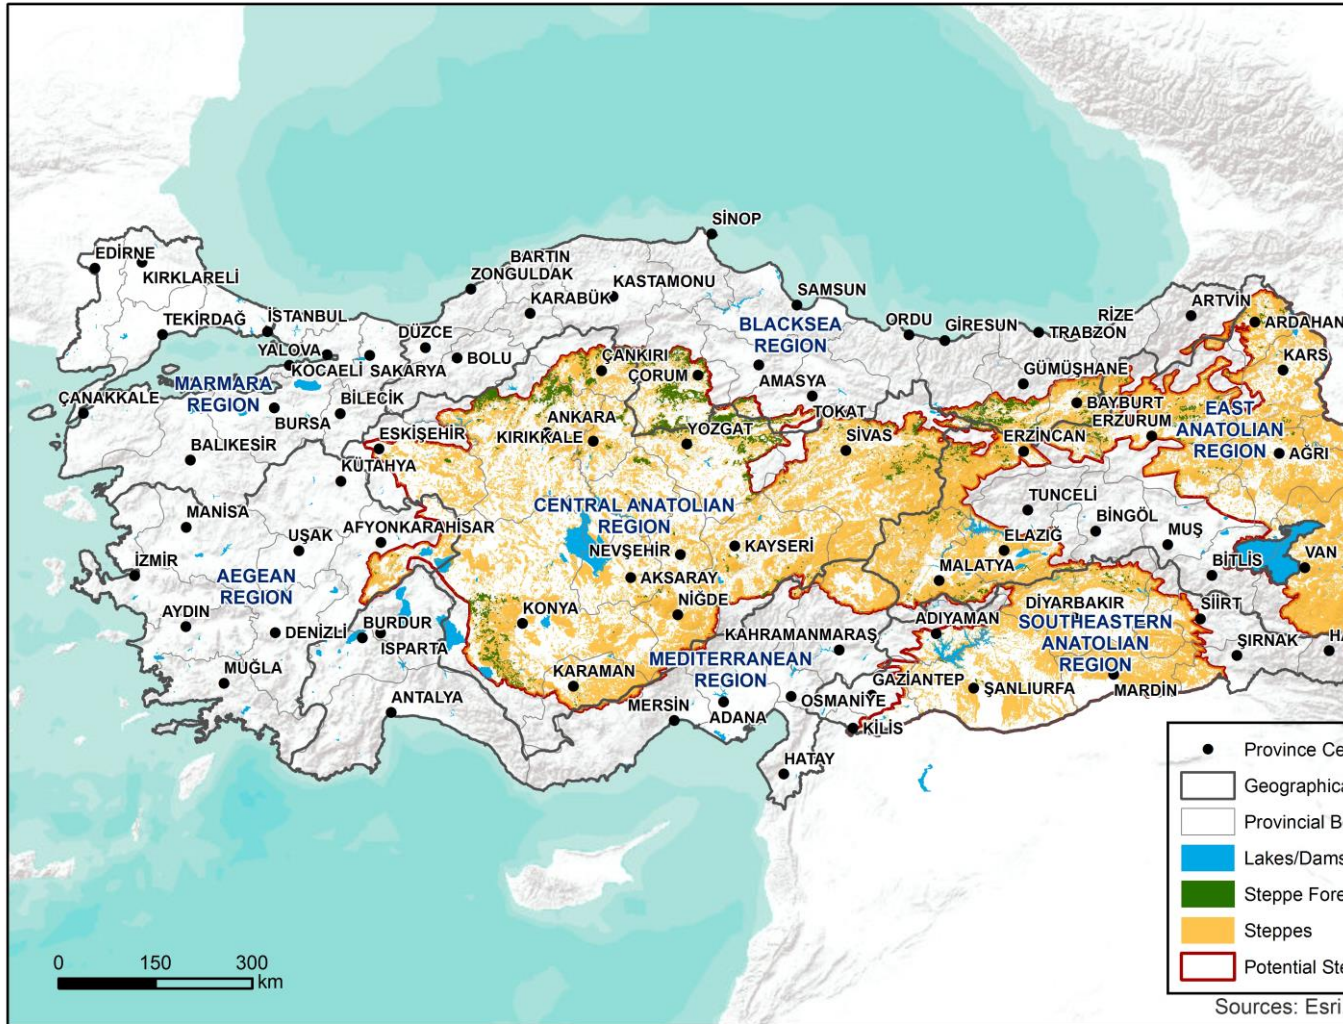 SİNOP
EDİRNE
KIRKLARELİ
BARTIN
ZONGULDAK
KASTAMONU
KARABÜK
SAMSUN
TEKİRDAĞ
İSTANBUL
DÜZCE
BLACKSEA
REGION
ORDU
GİRESUN
RİZE
TRABZON
ARTVİN
ARDAHAN
YALOVA
KOCAELİ
SAKARYA
BOLU
ÇANKIRI
ÇORUM
AMASYA
GÜMÜŞHANE
KARS
MARMARA
REGION
ÇANAKKALE
BİLECİK
BURSA
TOKAT
BAYBURT
ERZURUM
EAST
ANATOLIAN
REGION
ANKARA
KIRIKKALE
YOZGAT
SİVAS
ERZİNCAN
AĞRI
BALIKESİR
ESKİŞEHİR
KÜTAHYA
TUNCELİ
BİNGÖL
MUŞ
MANİSA
UŞAK
AFYONKARAHİSAR
CENTRAL ANATOLIAN
REGION
NEVŞEHİR
KAYSERİ
ELAZIĞ
BİTLİS
VAN
İZMİR
AEGEAN
REGION
AKSARAY
MALATYA
AYDIN
DENİZLİ
BURDUR
ISPARTA
KONYA
NİĞDE
KAHRAMANMARAŞ
ADIYAMAN
DİYARBAKIR
SOUTHEASTERN
ANATOLIAN
REGION
SİİRT
ŞIRNAK
MUĞLA
ANTALYA
KARAMAN
MEDITERRANEAN
REGION
MERSİN
ADANA
OSMANİYE
GAZİANTEP
ŞANLIURFA
MARDİN
KİLİS
HATAY
Province Ce
Geographica
Provincial B
Lakes/Dams
Steppe Fore
Steppes
Potential Ste
0 150 300
km
Sources: Esri